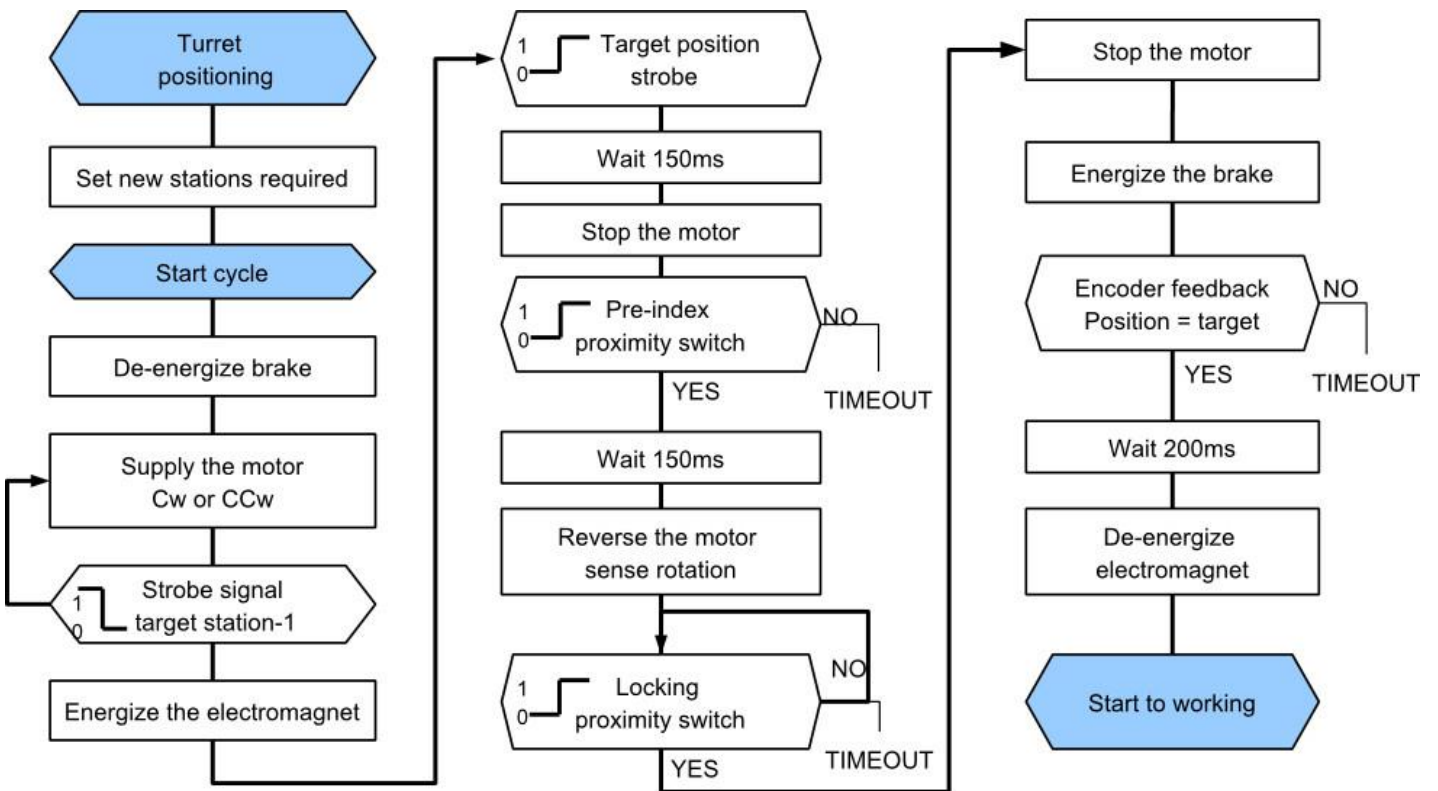 Turret
positioning
Set new stations required
Start cycle
De-energize brake
Supply the motor
Cw or CCw
1
0
Strobe signal
target station-1
Energize the electromagnet
1
0
Target position
strobe
Wait 150ms
Stop the motor
1
0
Pre-index
proximity switch
NO
YES
TIMEOUT
Wait 150ms
Reverse the motor
sense rotation
1
0
Locking
proximity switch
NO
YES
TIMEOUT
Stop the motor
Energize the brake
Encoder feedback
Position = target
NO
YES
TIMEOUT
Wait 200ms
De-energize
electromagnet
Start to working